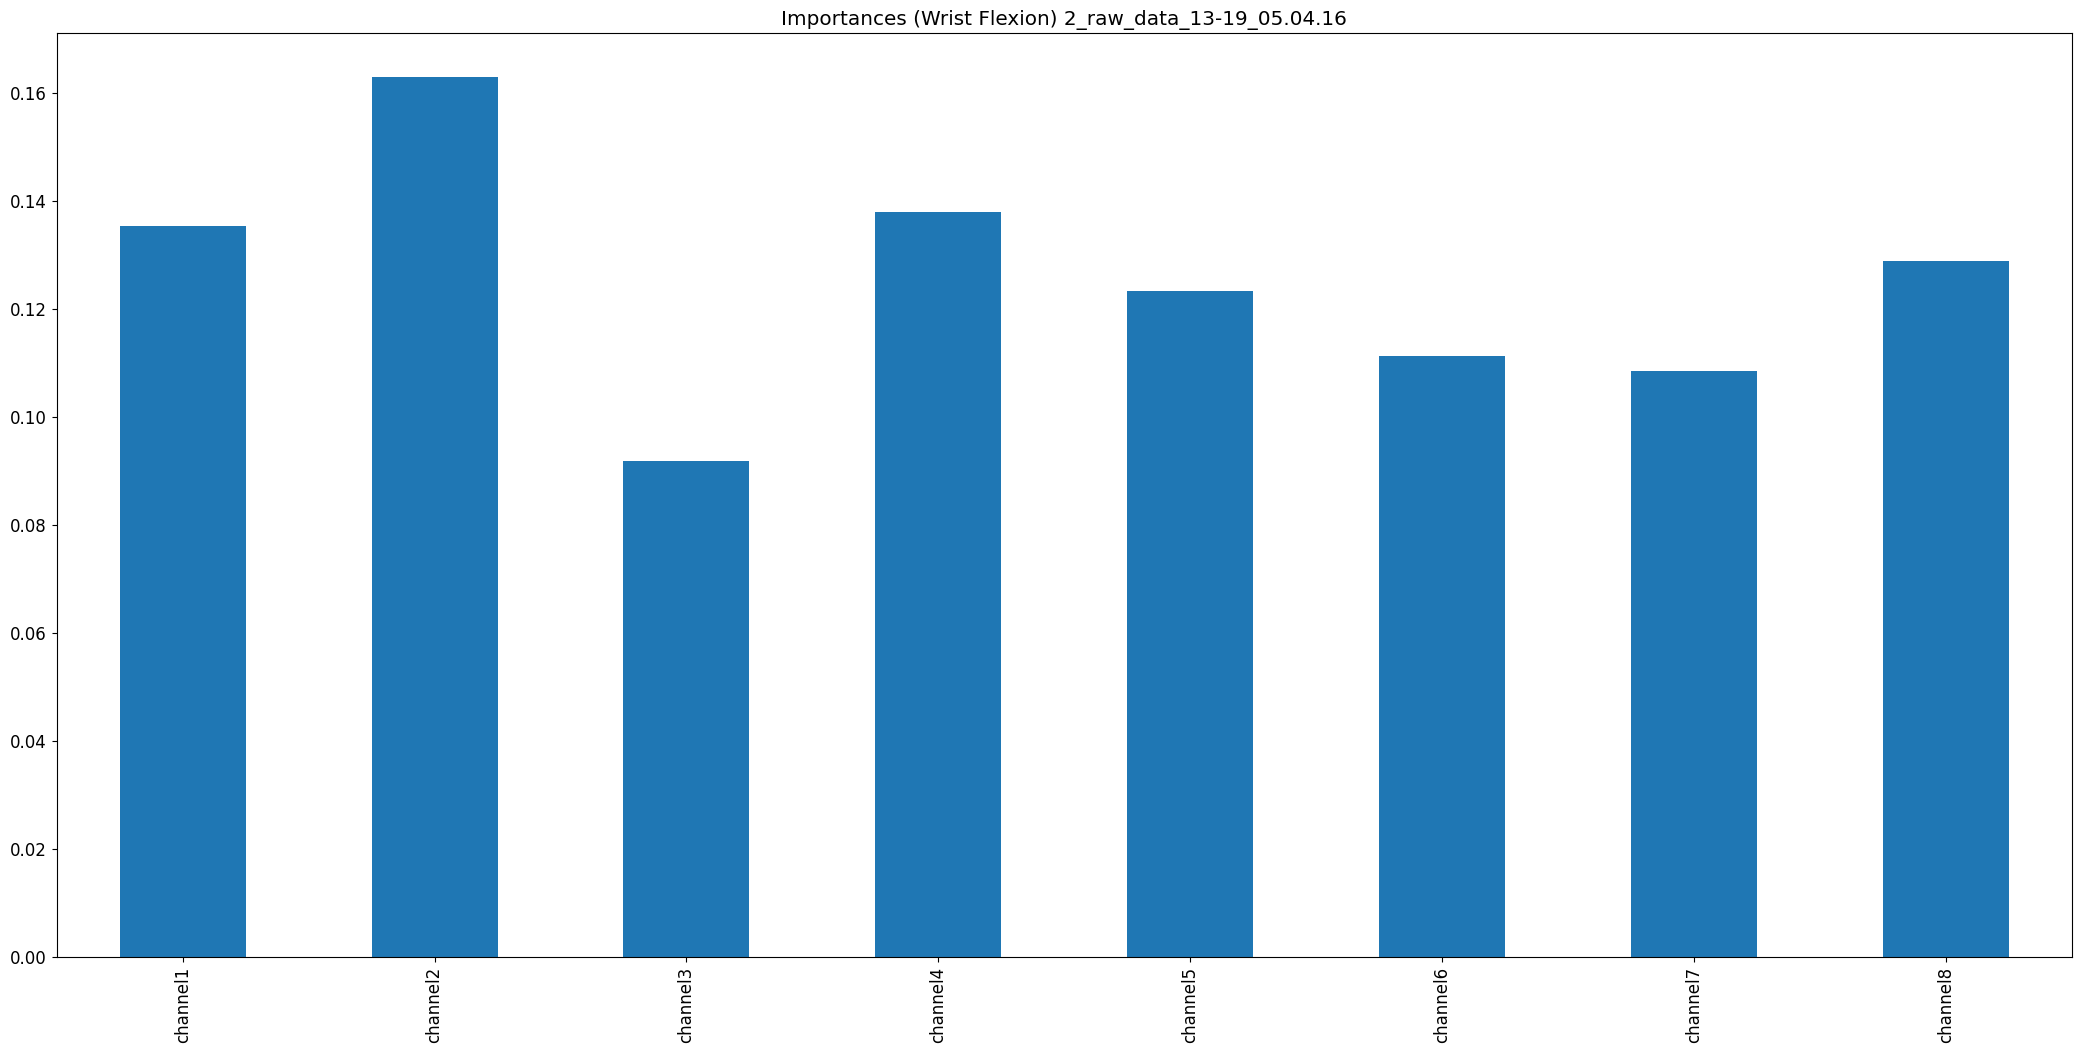 Importances (Wrist Flexion) 2_raw_data_13-19_05.04.16
0.16
0.14
0.12
0.10
0.08
0.06
0.04
0.02
0.00
channel1
channel2
channel3
channel4
channel5
channel6
channel7
channel8